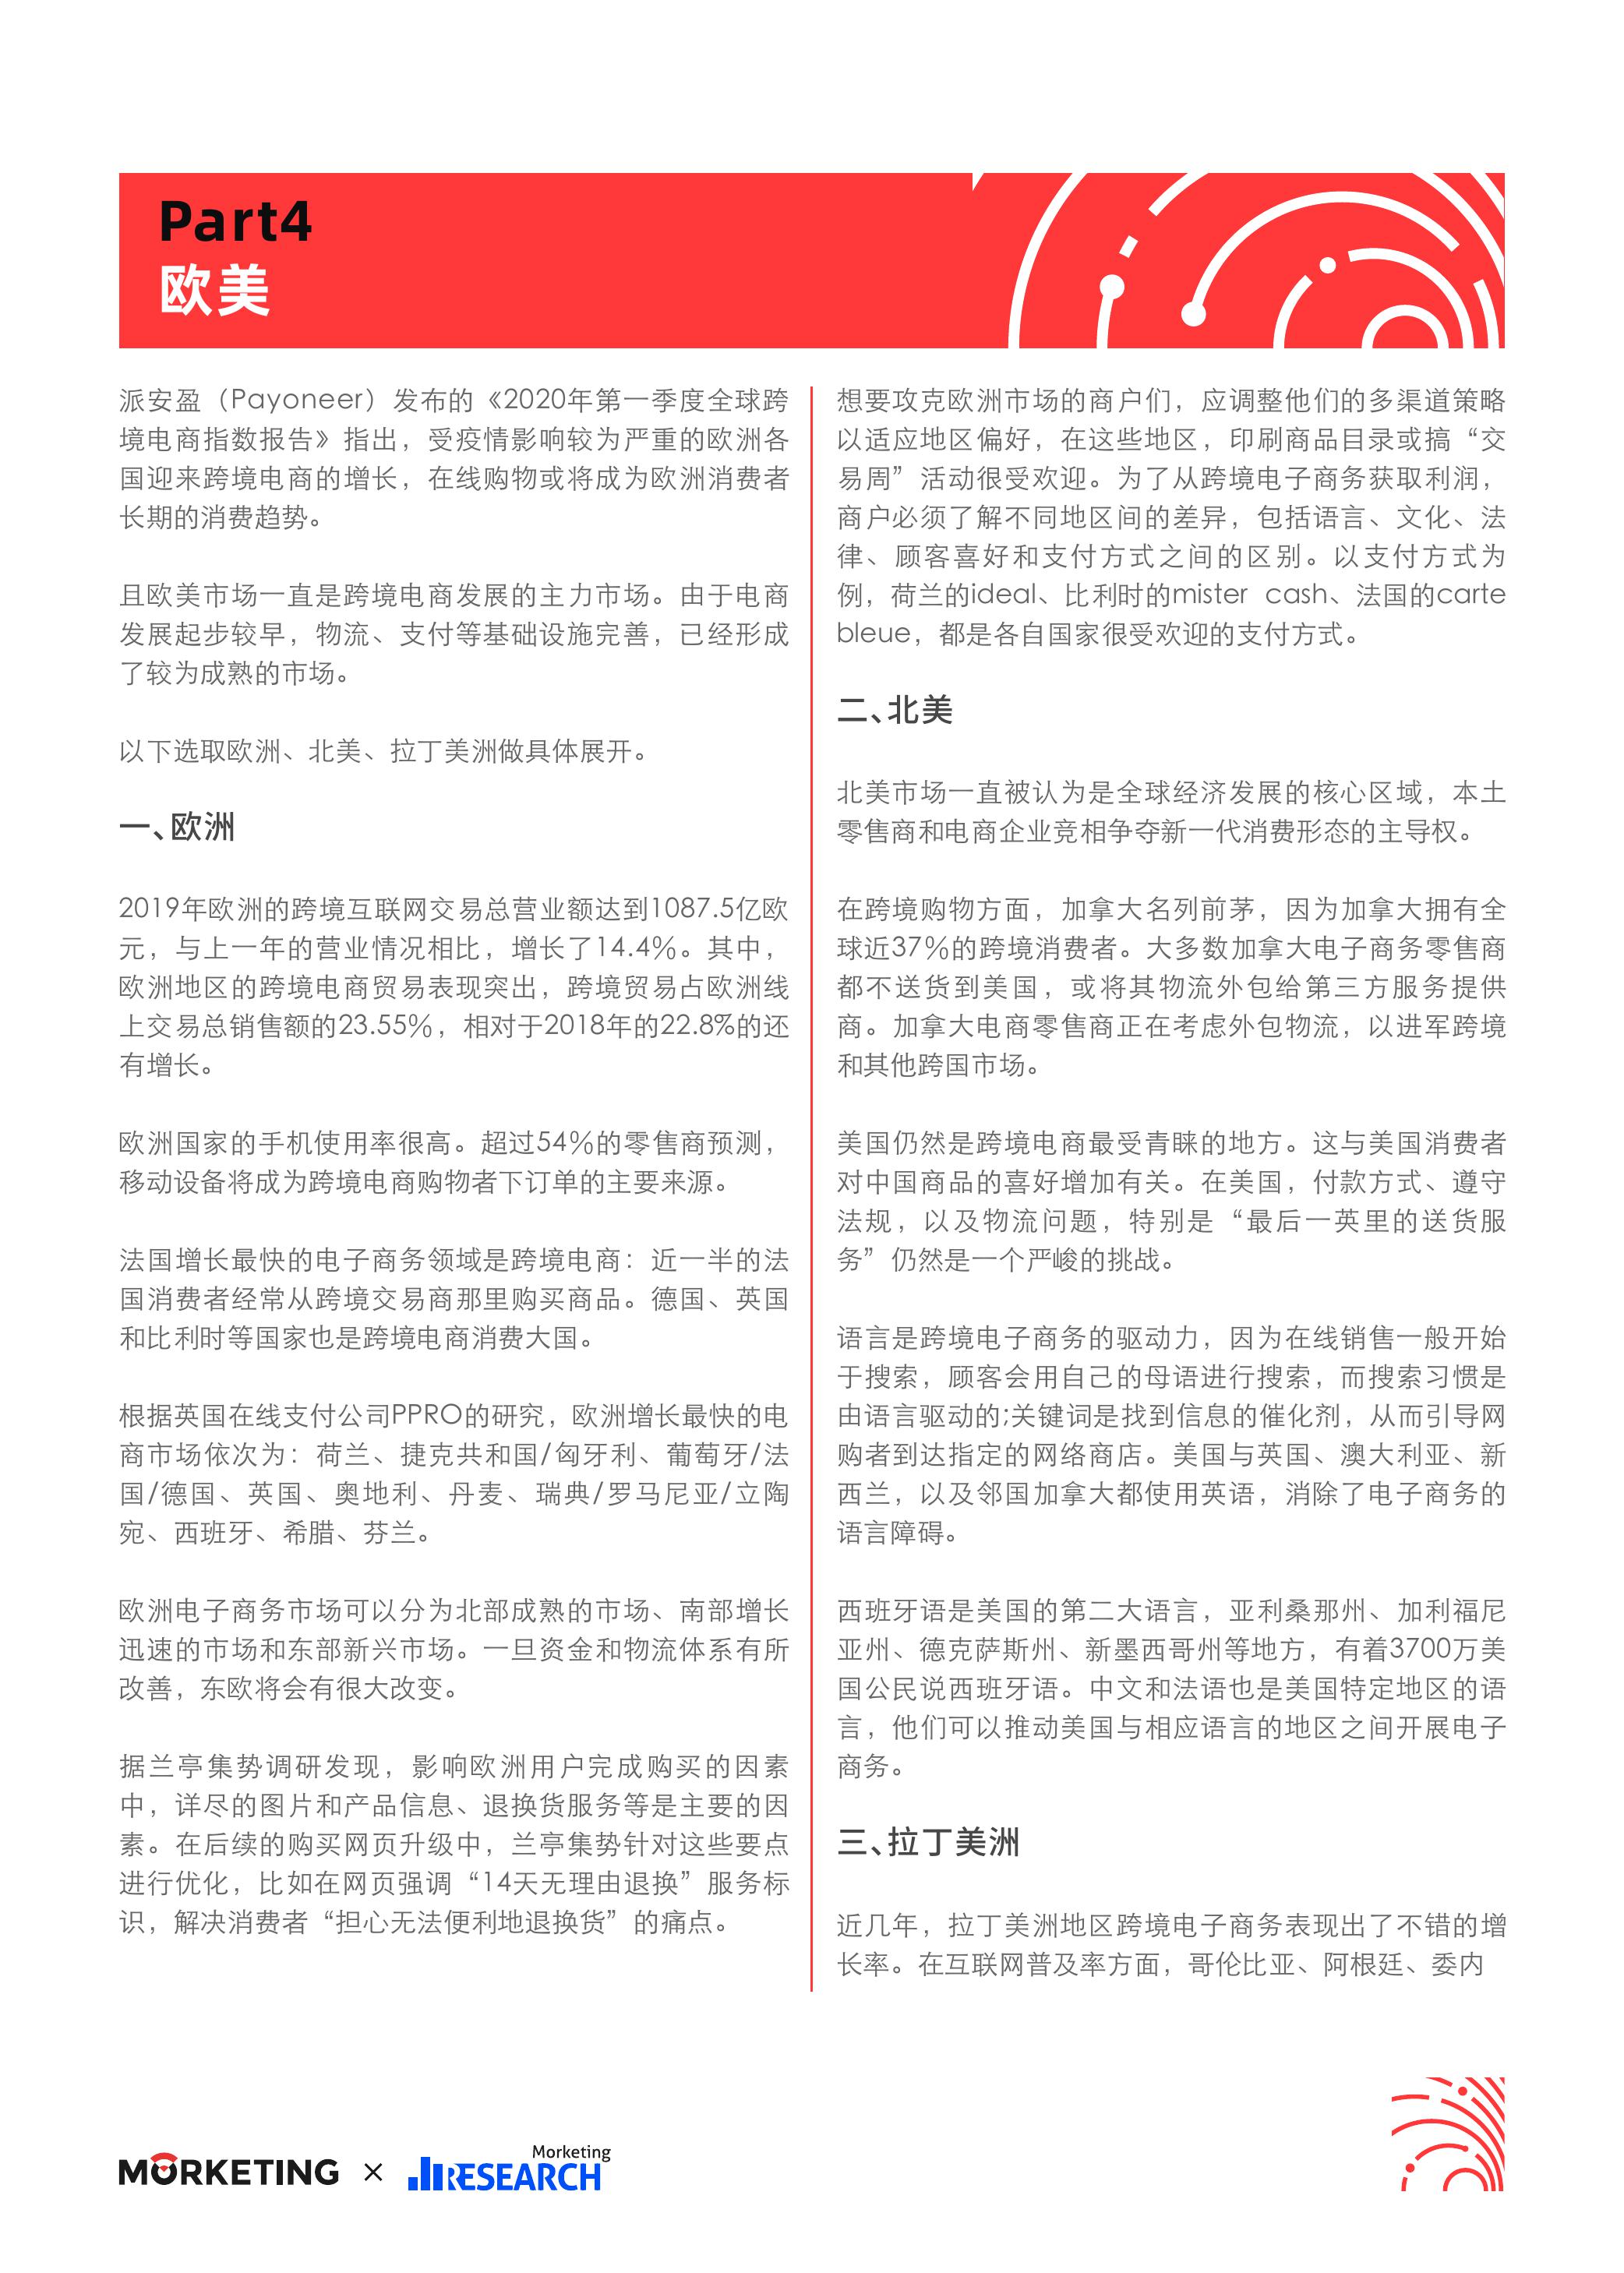 Part4
欧美
派安盈（Payoneer）发布的《2020年第一季度全球跨
境电商指数报告》指出，受疫情影响较为严重的欧洲各
国迎来跨境电商的增长，在线购物或将成为欧洲消费者
长期的消费趋势。
且欧美市场一直是跨境电商发展的主力市场。由于电商
发展起步较早，物流、支付等基础设施完善，已经形成
了较为成熟的市场。
以下选取欧洲、北美、拉丁美洲做具体展开。
一、欧洲
2019年欧洲的跨境互联网交易总营业额达到1087.5亿欧
元，与上一年的营业情况相比，增长了14.4%。其中，
欧洲地区的跨境电商贸易表现突出，跨境贸易占欧洲线
上交易总销售额的23.55%，相对于2018年的22.8%的还
有增长。
欧洲国家的手机使用率很高。超过54%的零售商预测，
移动设备将成为跨境电商购物者下订单的主要来源。
法国增长最快的电子商务领域是跨境电商：近一半的法
国消费者经常从跨境交易商那里购买商品。德国、英国
和比利时等国家也是跨境电商消费大国。
根据英国在线支付公司PPRO的研究，欧洲增长最快的电
商市场依次为：荷兰、捷克共和国/匈牙利、葡萄牙/法
国/德国、英国、奥地利、丹麦、瑞典/罗马尼亚/立陶
宛、西班牙、希腊、芬兰。
欧洲电子商务市场可以分为北部成熟的市场、南部增长
迅速的市场和东部新兴市场。一旦资金和物流体系有所
改善，东欧将会有很大改变。
据兰亭集势调研发现，影响欧洲用户完成购买的因素
中，详尽的图片和产品信息、退换货服务等是主要的因
素。在后续的购买网页升级中，兰亭集势针对这些要点
进行优化，比如在网页强调“14天无理由退换”服务标
识，解决消费者“担心无法便利地退换货”的痛点。
想要攻克欧洲市场的商户们，应调整他们的多渠道策略
以适应地区偏好，在这些地区，印刷商品目录或搞“交
易周”活动很受欢迎。为了从跨境电子商务获取利润，
商户必须了解不同地区间的差异，包括语言、文化、法
律、顾客喜好和支付方式之间的区别。以支付方式为
例，荷兰的ideal、比利时的mister cash、法国的carte
bleue，都是各自国家很受欢迎的支付方式。
二、北美
北美市场一直被认为是全球经济发展的核心区域，本土
零售商和电商企业竞相争夺新一代消费形态的主导权。
在跨境购物方面，加拿大名列前茅，因为加拿大拥有全
球近37%的跨境消费者。大多数加拿大电子商务零售商
都不送货到美国，或将其物流外包给第三方服务提供
商。加拿大电商零售商正在考虑外包物流，以进军跨境
和其他跨国市场。
美国仍然是跨境电商最受青睐的地方。这与美国消费者
对中国商品的喜好增加有关。在美国，付款方式、遵守
法规，以及物流问题，特别是“最后一英里的送货服
务”仍然是一个严峻的挑战。
语言是跨境电子商务的驱动力，因为在线销售一般开始
于搜索，顾客会用自己的母语进行搜索，而搜索习惯是
由语言驱动的;关键词是找到信息的催化剂，从而引导网
购者到达指定的网络商店。美国与英国、澳大利亚、新
西兰，以及邻国加拿大都使用英语，消除了电子商务的
语言障碍。
西班牙语是美国的第二大语言，亚利桑那州、加利福尼
亚州、德克萨斯州、新墨西哥州等地方，有着3700万美
国公民说西班牙语。中文和法语也是美国特定地区的语
言，他们可以推动美国与相应语言的地区之间开展电子
商务。
三、拉丁美洲
近几年，拉丁美洲地区跨境电子商务表现出了不错的增
长率。在互联网普及率方面，哥伦比亚、阿根廷、委内
MORKETING × Morketing RESEARCH